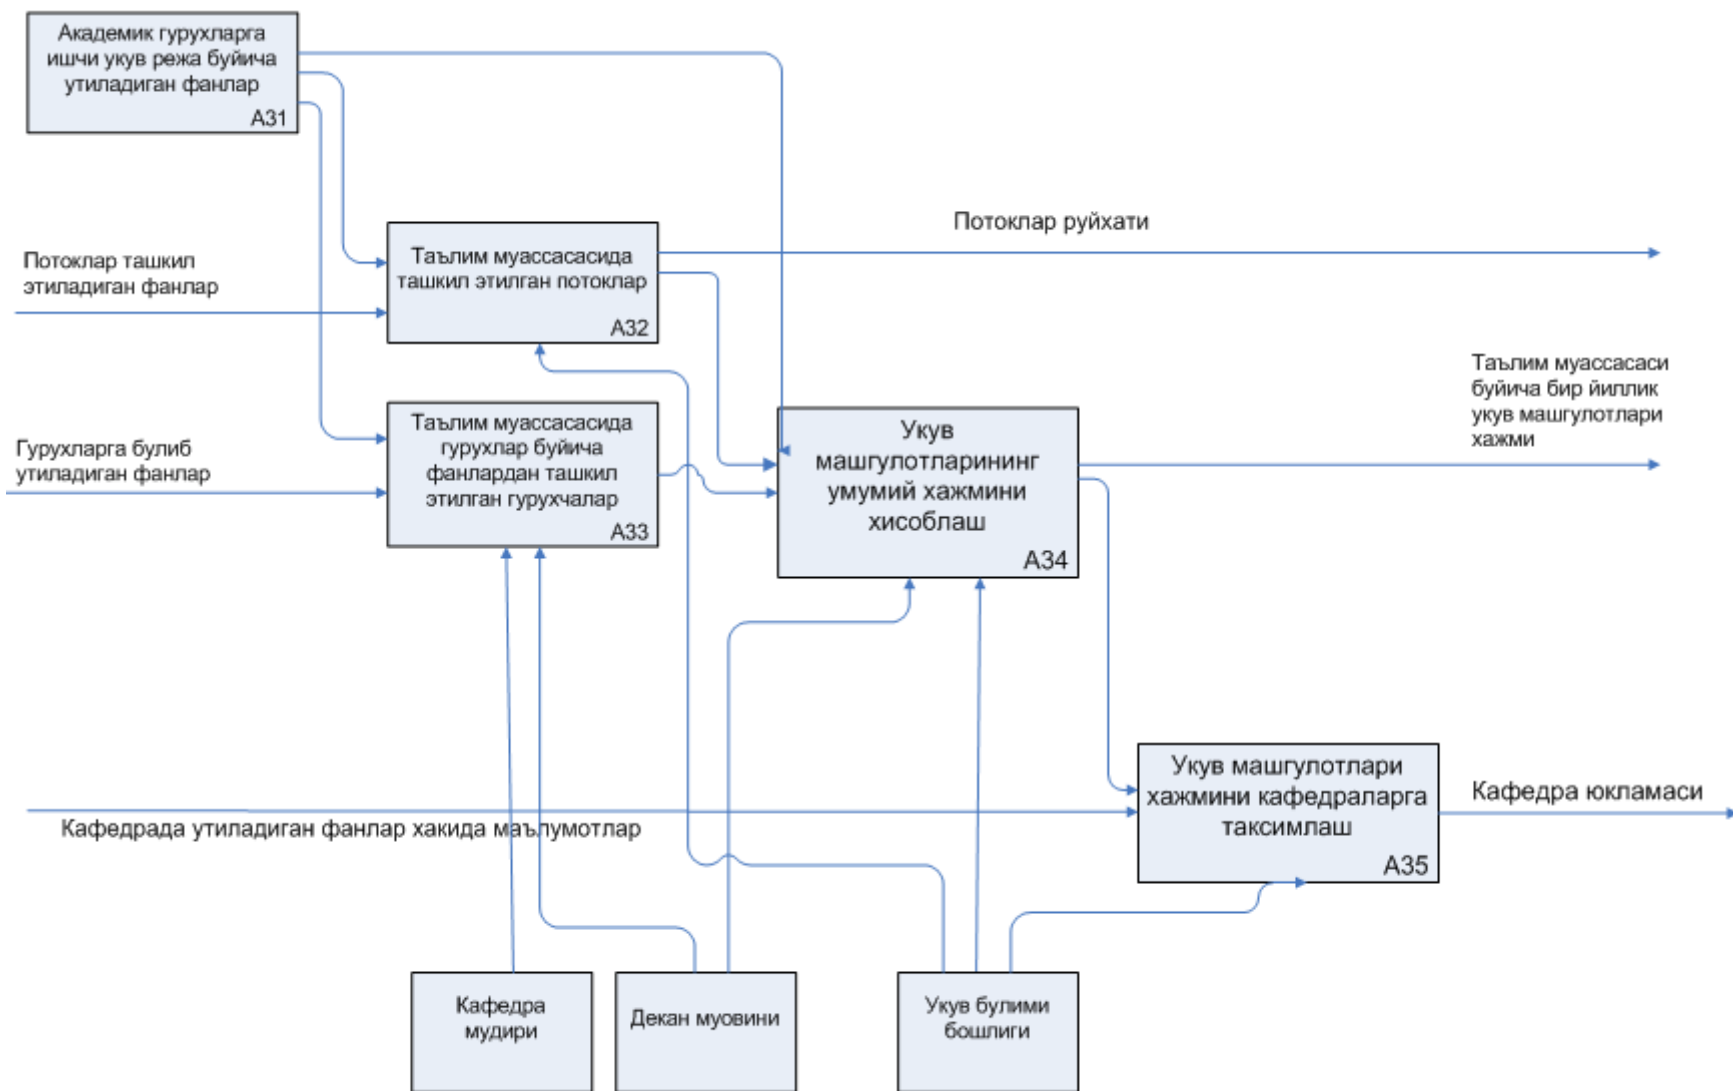 Академик гурухларга
ишчи укув режа буйича
утиладиган фанлар
А31
Потоклар руйхати
Потоклар ташкил
этиладиган фанлар
Таълим муассасасида
ташкил этилган потоклар
А32
Таълим муассасаси
буйича бир йиллик
укув машгулотлари
хажми
Гурухларга булиб
утиладиган фанлар
Таълим муассасасида
гурухлар буйича
фанлардан ташкил
этилган гурухчалар
А33
Укув
машгулотларининг
умумий хажмини
хисоблаш
А34
Укув машгулотлари
хажмини кафедраларга
таксимлаш
А35
Кафедра юкламаси
Кафедрада утиладиган фанлар хакида маълумотлар
Кафедра
мудири
Декан муовини
Укув булими
бошлиги